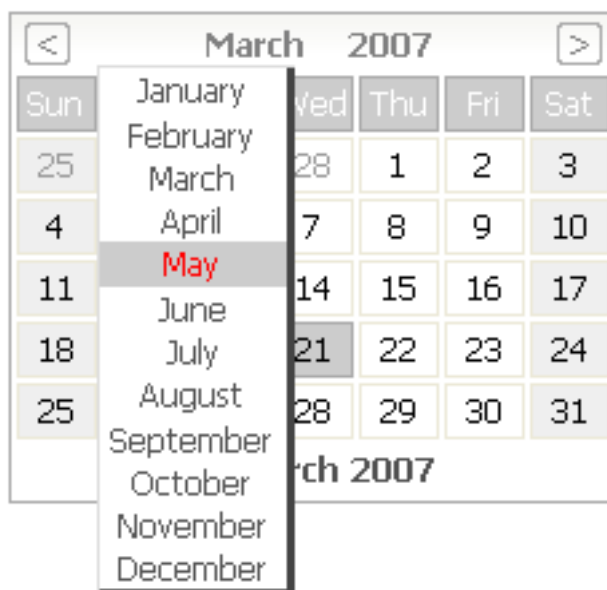 < March 2007 >
Sun Wed Thu Fri Sat
25 28 1 2 3
4 7 8 9 10
11 14 15 16 17
18 21 22 23 24
25 28 29 30 31
rch 2007
January
February
March
April
May
June
July
August
September
October
November
December